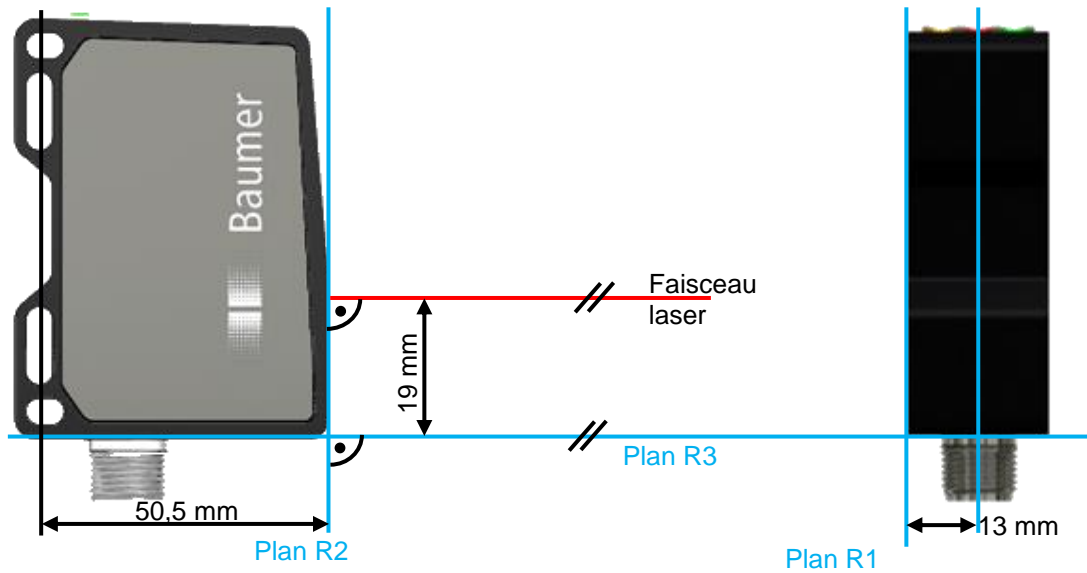 Baumer
Faisceau
laser
19 mm
Plan R3
50,5 mm
13 mm
Plan R2
Plan R1